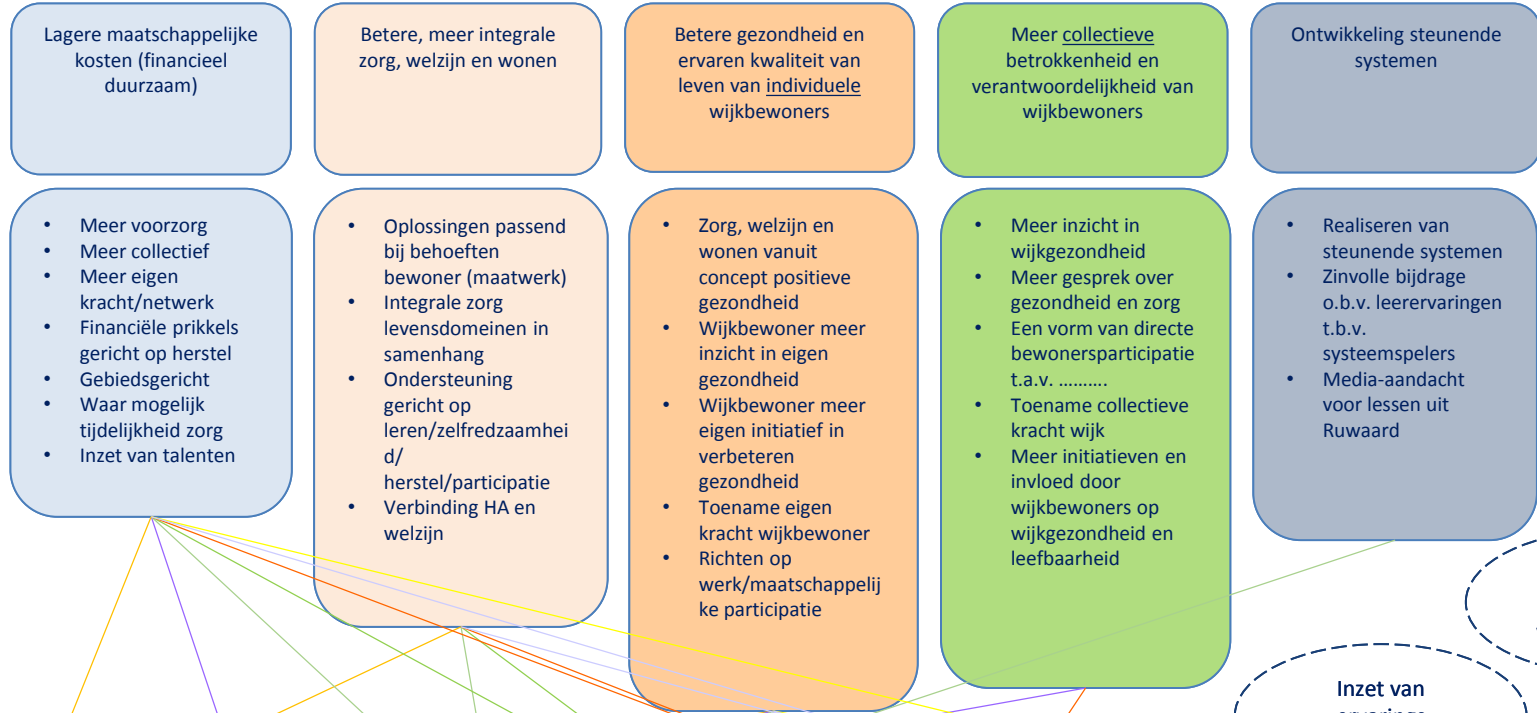 Lagere maatschappelijke
kosten (financieel
duurzaam)
Betere, meer integrale
zorg, welzijn en wonen
Betere gezondheid en
ervaren kwaliteit van
leven van individuele
wijkbewoners
Meer collectieve
betrokkenheid en
verantwoordelijkheid van
wijkbewoners
Ontwikkeling steunende
systemen
• Meer voorzorg
• Meer collectief
• Meer eigen
kracht/netwerk
• Financiële prikkels
gericht op herstel
• Gebiedsgericht
• Waar mogelijk
tijdelijkheid zorg
• Inzet van talenten
• Oplossingen passend
bij behoeften
bewoner (maatwerk)
• Integrale zorg
levensdomeinen in
samenhang
• Ondersteuning
gericht op
leren/zelfredzaamhei
d/
herstel/participatie
• Verbinding HA en
welzijn
• Zorg, welzijn en
wonen vanuit
concept positieve
gezondheid
• Wijkbewoner meer
inzicht in eigen
gezondheid
• Wijkbewoner meer
eigen initiatief in
verbeteren
gezondheid
• Toename eigen
kracht wijkbewoner
• Richten op
werk/maatschappelij
ke participatie
• Meer inzicht in
wijkgezondheid
• Meer gesprek over
gezondheid en zorg
• Een vorm van directe
bewonersparticipatie
t.a.v. ……….
• Toename collectieve
kracht wijk
• Meer initiatieven en
invloed door
wijkbewoners op
wijkgezondheid en
leefbaarheid
• Realiseren van
steunende systemen
• Zinvolle bijdrage
o.b.v. leerervaringen
t.b.v.
systeemspelers
• Media-aandacht
voor lessen uit
Ruwaard
Inzet van